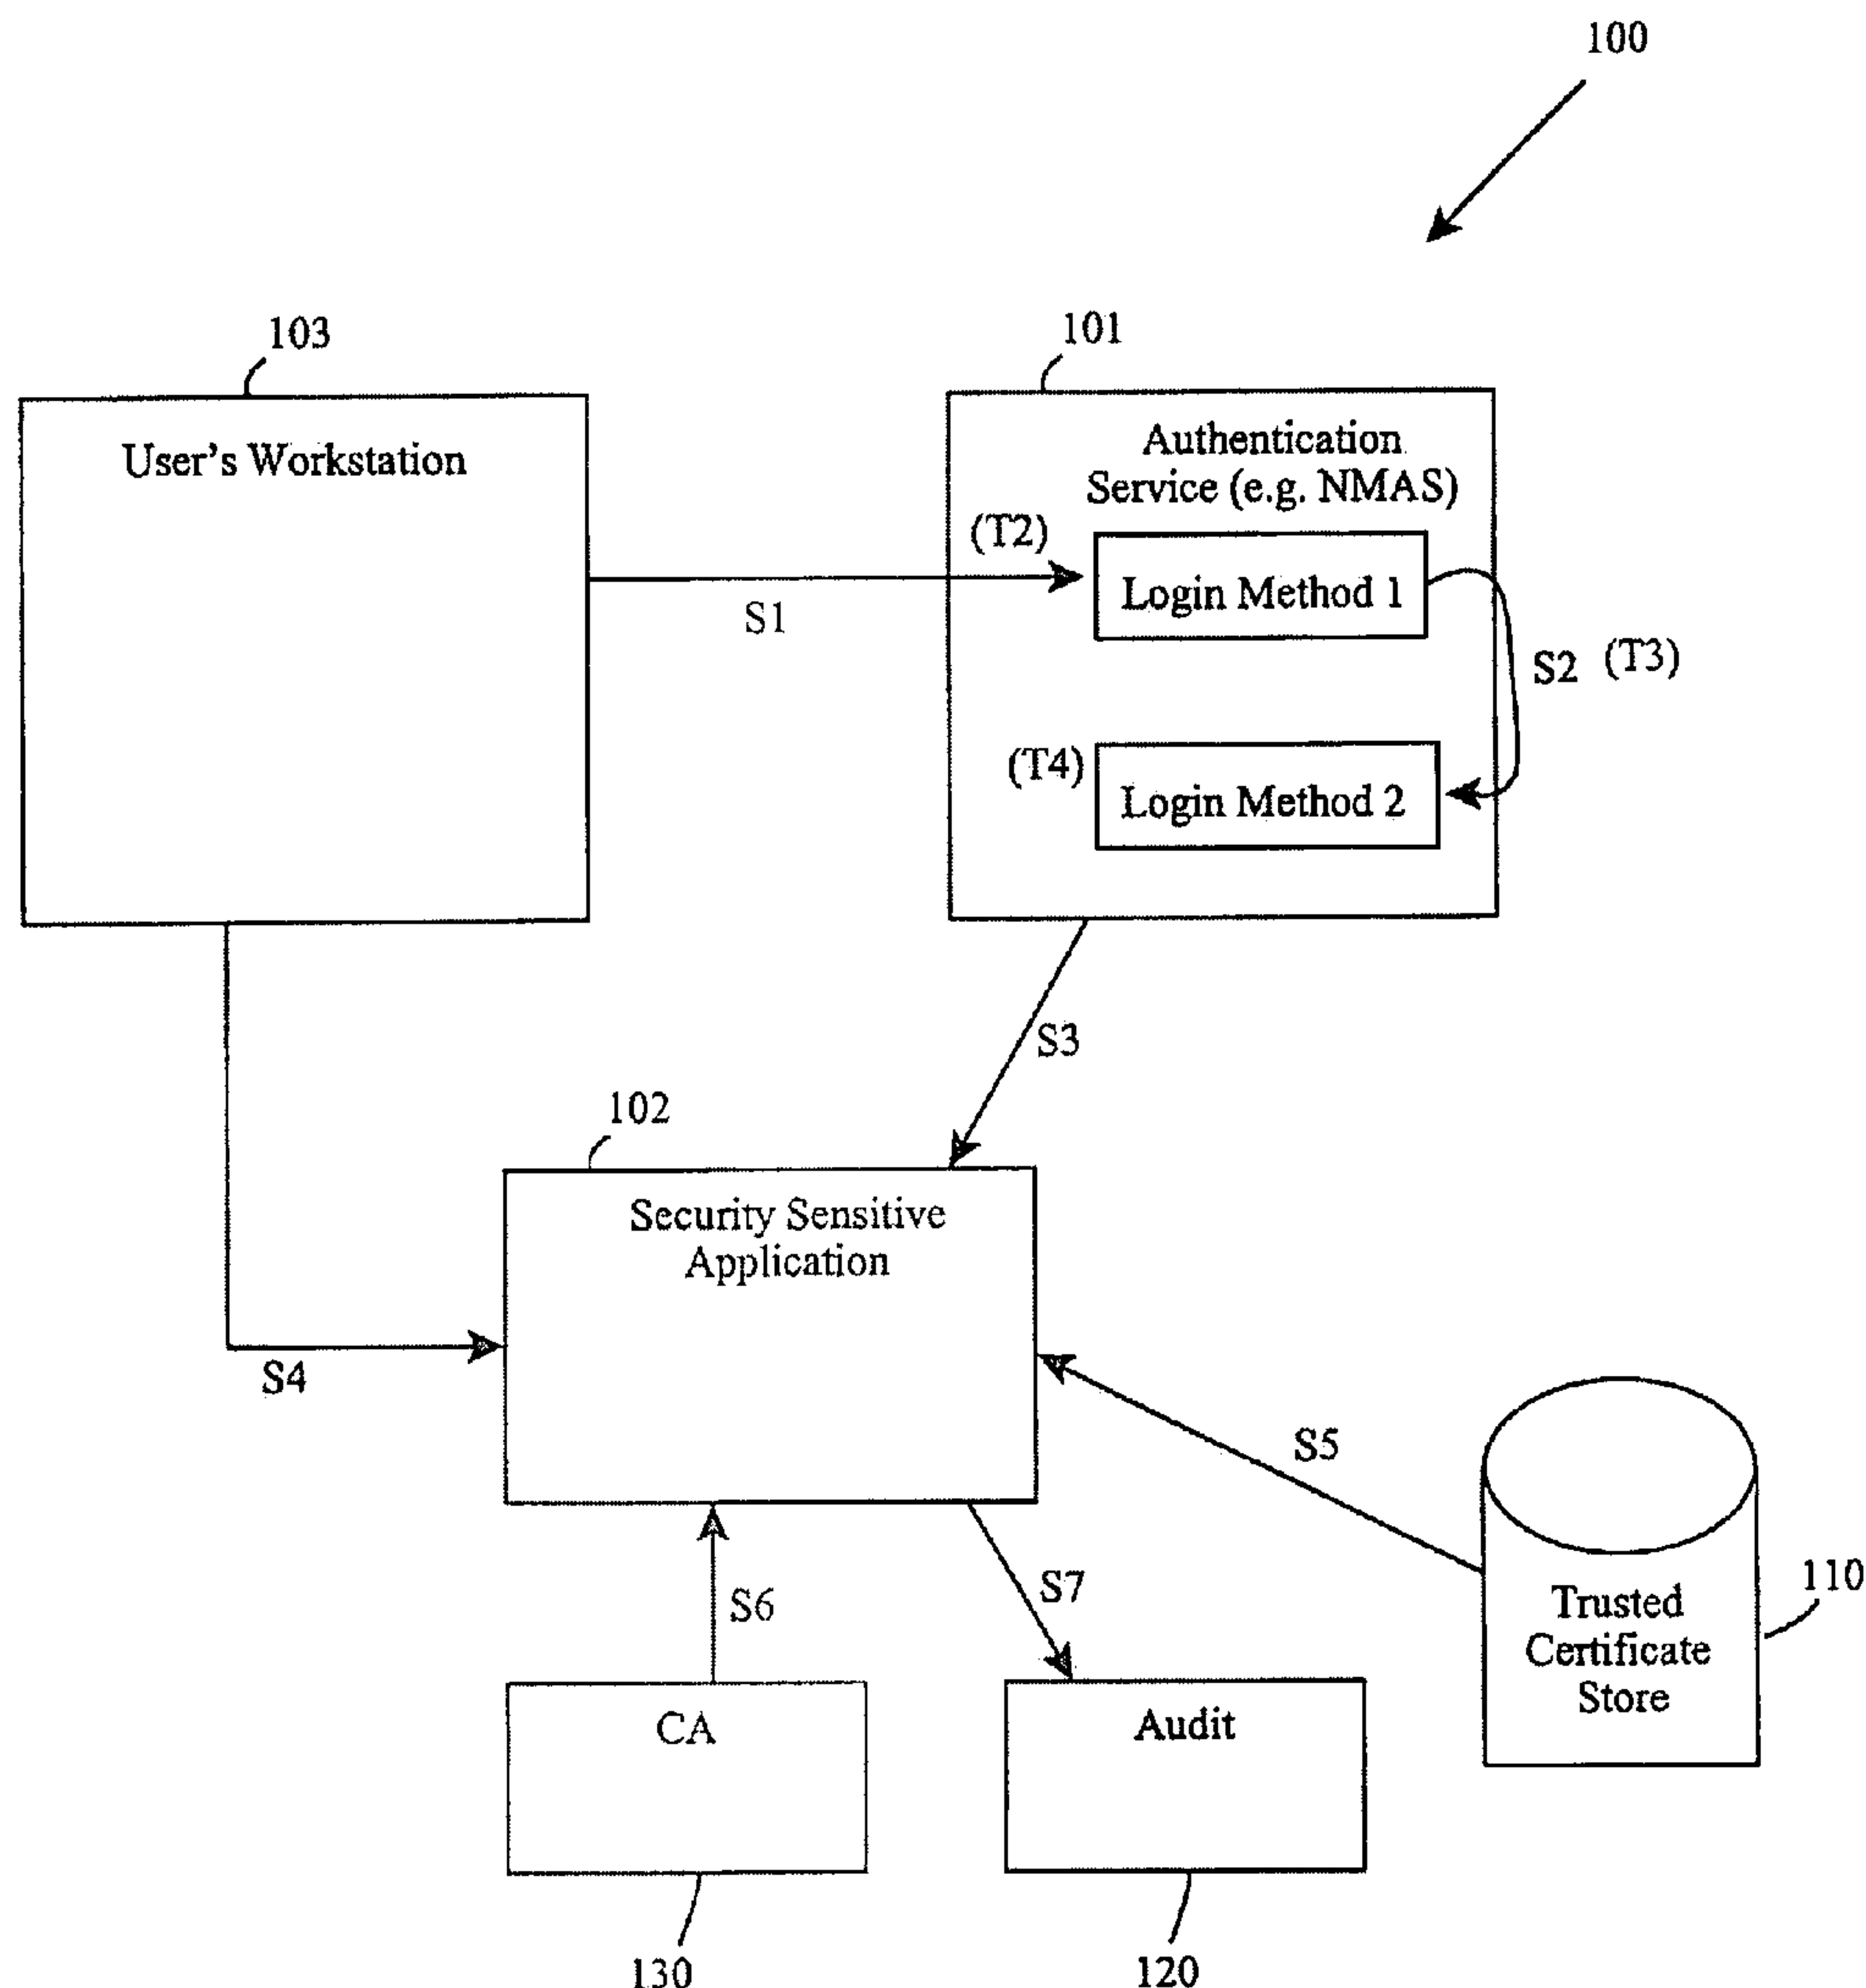 100
103
101
User's Workstation
Authentication
Service (e.g. NMAS)
(T2)
Login Method 1
S1
S2 (T3)
(T4)
Login Method 2
S3
102
Security Sensitive
Application
S4
S5
110
Trusted
Certificate
Store
S6
S7
CA
Audit
130
120